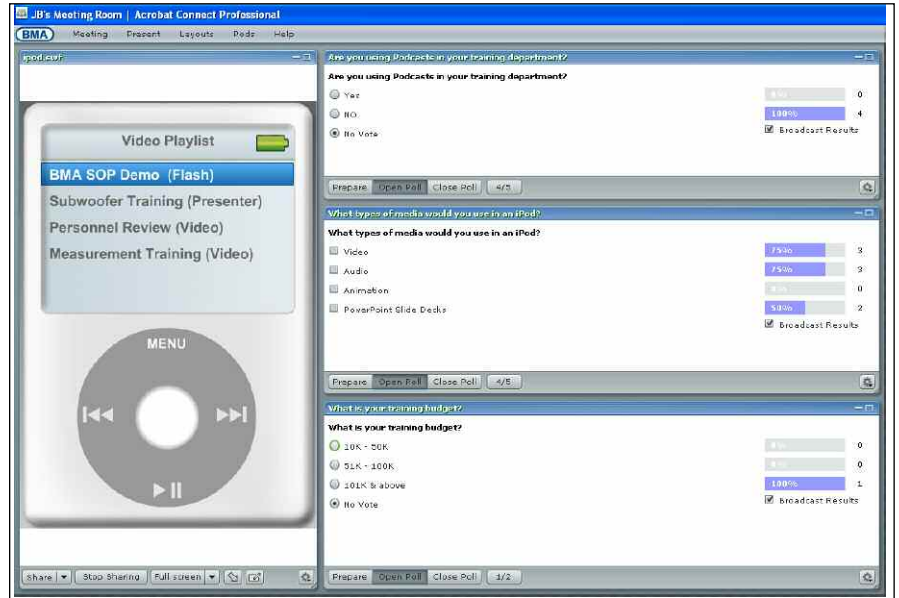 JB's Meeting Room | Acrobat Connect Professional
BMA Meeting Present Layouts Pods Help
ipod.swf
Video Playlist
BMA SOP Demo (Flash)
Subwoofer Training (Presenter)
Personnel Review (Video)
Measurement Training (Video)
MENU
Share Stop Sharing Full screen
Are you using Podcasts in your training department?
Are you using Podcasts in your training department?
Yes 0% 0
NO 100% 4
No Vote Broadcast Results
Prepare Open Poll Close Poll 4/5
What types of media would you use in an iPod?
What types of media would you use in an iPod?
Video 75% 3
Audio 75% 3
Animation 0% 0
PowerPoint Slide Decks 50% 2
Broadcast Results
Prepare Open Poll Close Poll 4/5
What is your training budget?
What is your training budget?
10K - 50K 0% 0
51K - 100K 0% 0
101K & above 100% 1
No Vote Broadcast Results
Prepare Open Poll Close Poll 1/2